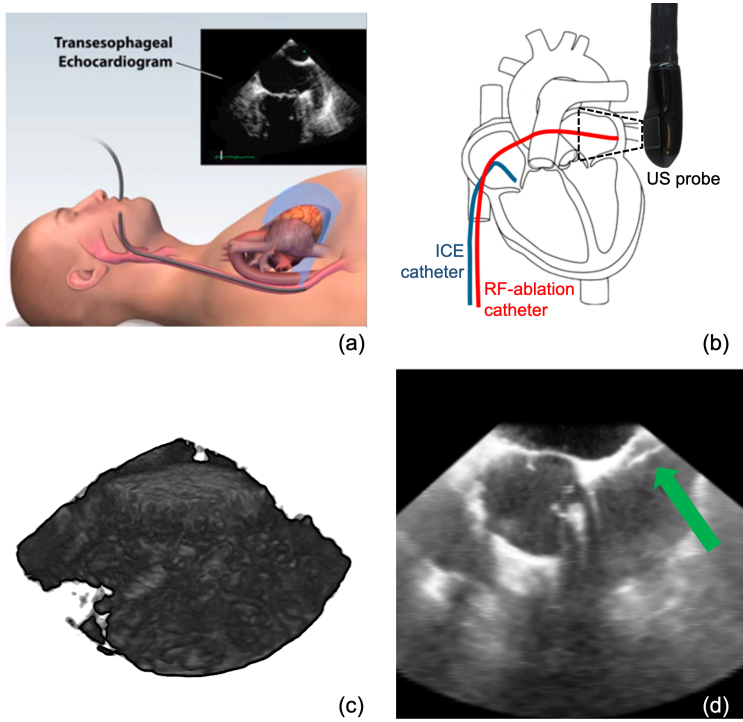 Transesophageal
Echocardiogram
(a)
US probe
ICE
catheter
RF-ablation
catheter
(b)
(c)
(d)